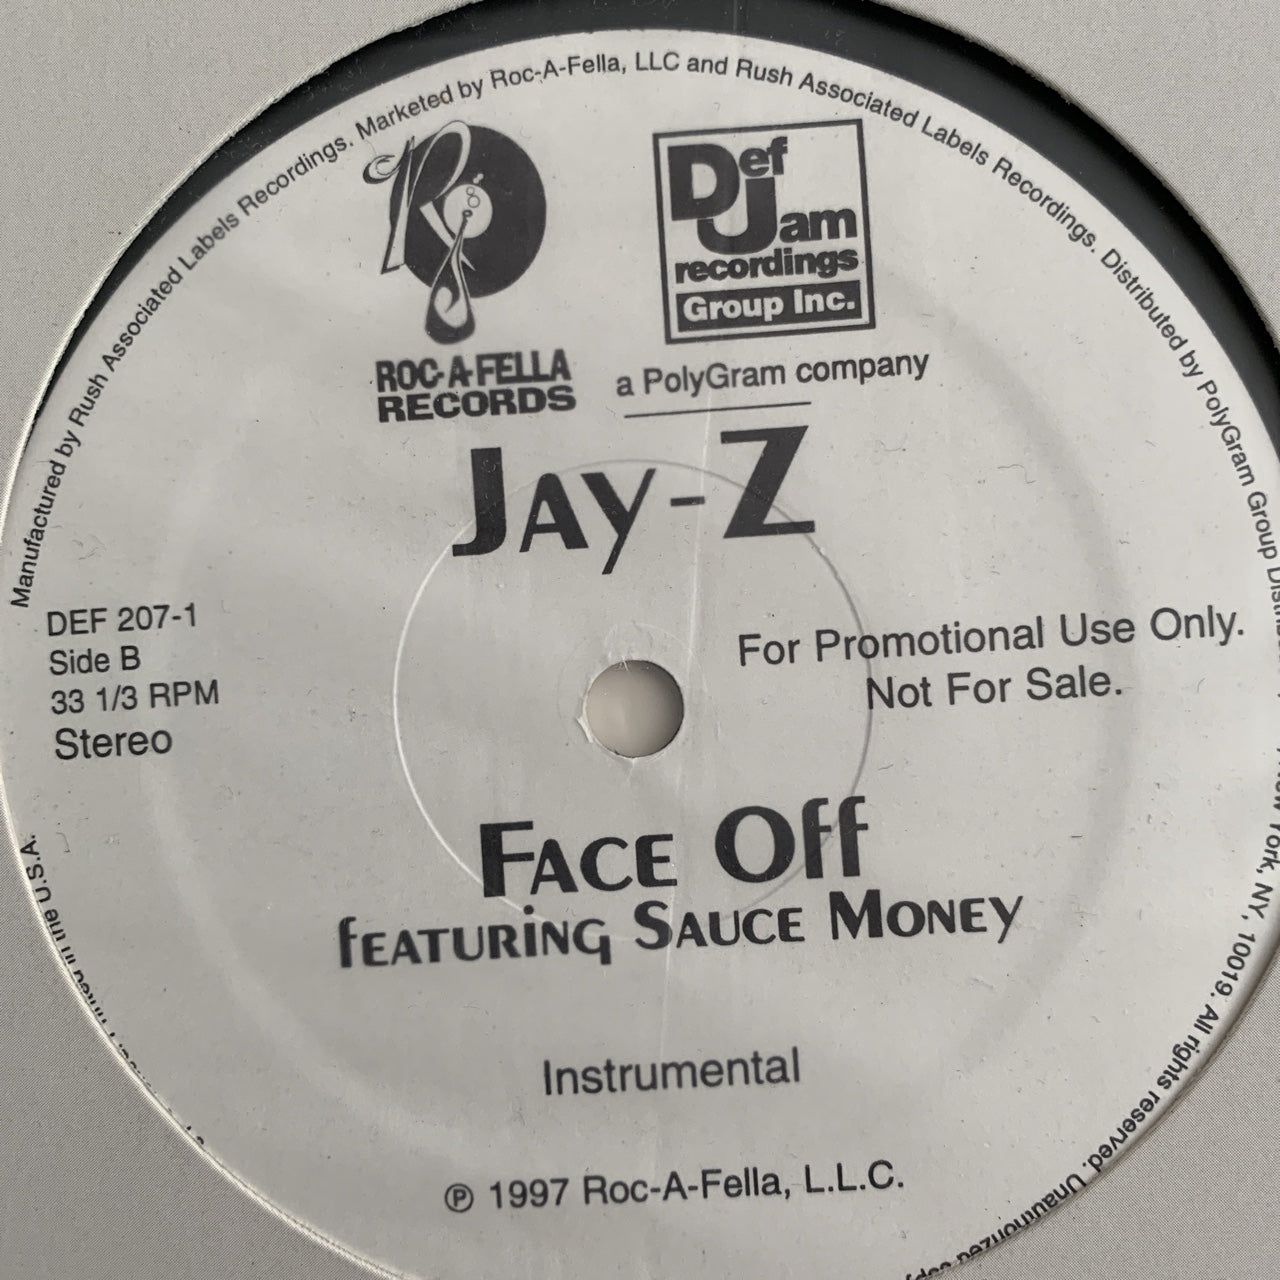 Manufactured by Rush Associated Labels Recordings. Marketed by Roc-A-Fella, LLC and Rush Associated Labels Recordings. Distributed by PolyGram Group
York, NY, 10019. All rights reserved. Unauthorized
in the U.S.A.
ROC-A-FELLA
RECORDS
Def
Jam
recordings
Group Inc.
a PolyGram company
JAY-Z
DEF 207-1
Side B
33 1/3 RPM
Stereo
For Promotional Use Only.
Not For Sale.
FACE OFF
FEATURING SAUCE MONEY
Instrumental
℗ 1997 Roc-A-Fella, L.L.C.